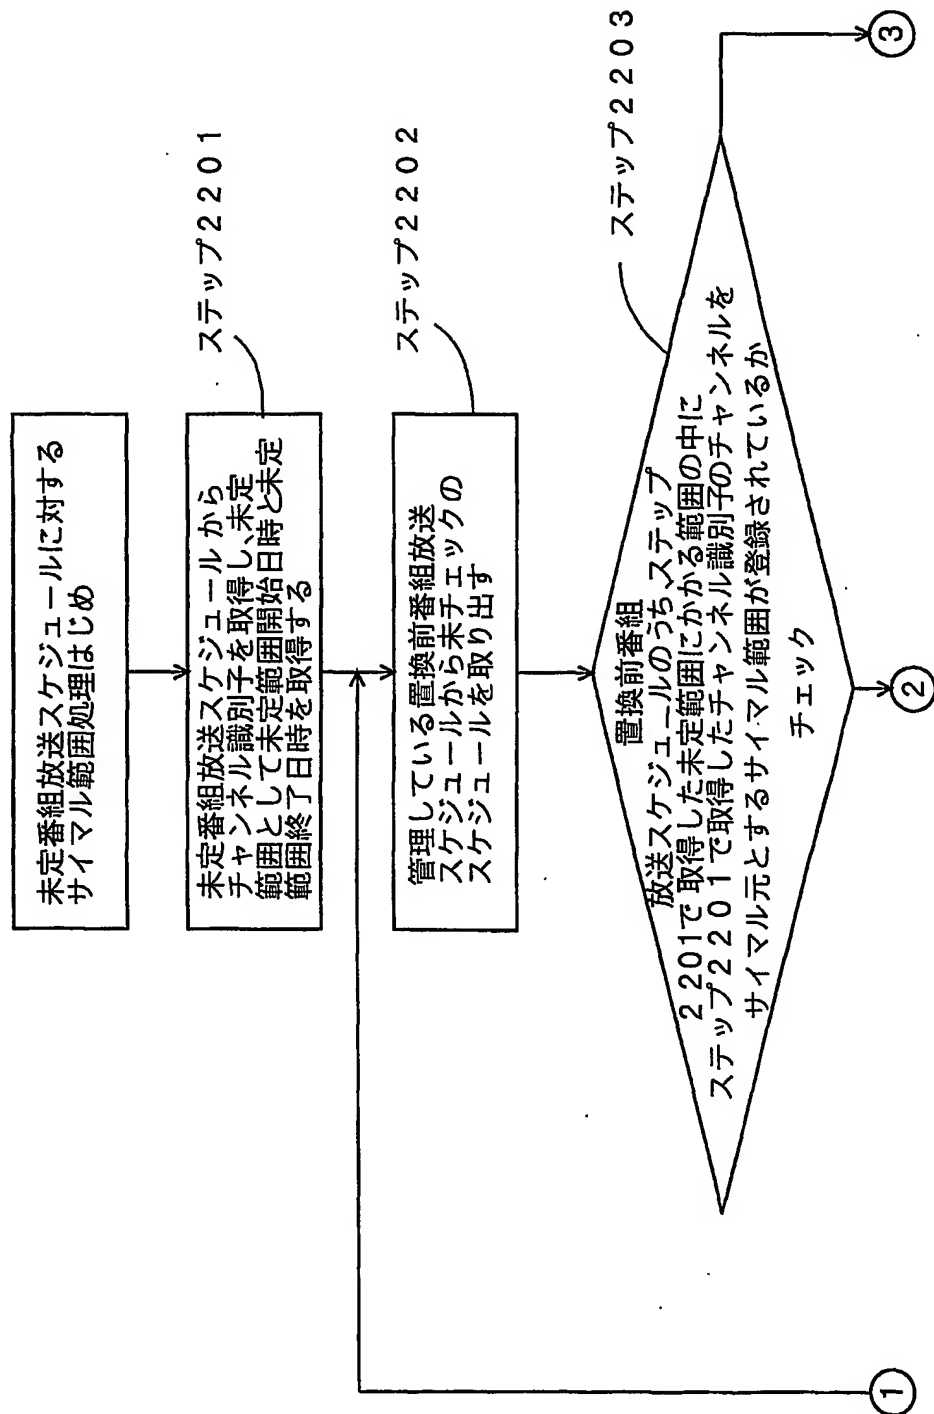 未定番組放送スケジュールに対する
サイマル範囲処理はじめ
未定番組放送スケジュールから
チャンネル識別子を取得し、未定
範囲として未定範囲開始日時と未定
範囲終了日時を取得する
ステップ2201
管理している置換前番組放送
スケジュールから未チェックの
スケジュールを取り出す
ステップ2202
置換前番組
放送スケジュールのうち、ステップ
2201で取得した未定範囲にかかる範囲の中に
ステップ2201で取得したチャンネル識別子のチャンネルを
サイマル元とするサイマル範囲が登録されているか
チェック
ステップ2203
1
2
3